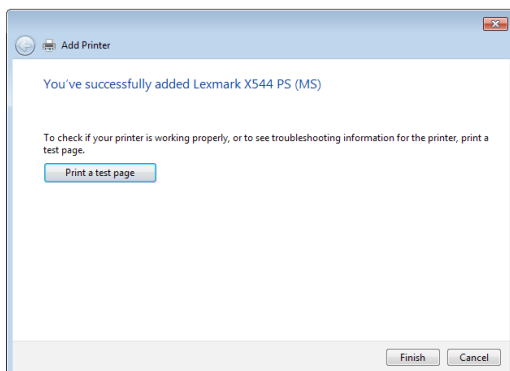 Add Printer
You've successfully added Lexmark X544 PS (MS)
To check if your printer is working properly, or to see troubleshooting information for the printer, print a
test page.
Print a test page
Finish Cancel